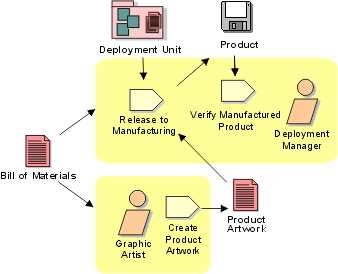 Deployment Unit
Product
Release to
Manufacturing
Verify Manufactured
Product
Deployment
Manager
Bill of Materials
Graphic
Artist
Create
Product
Artwork
Product
Artwork